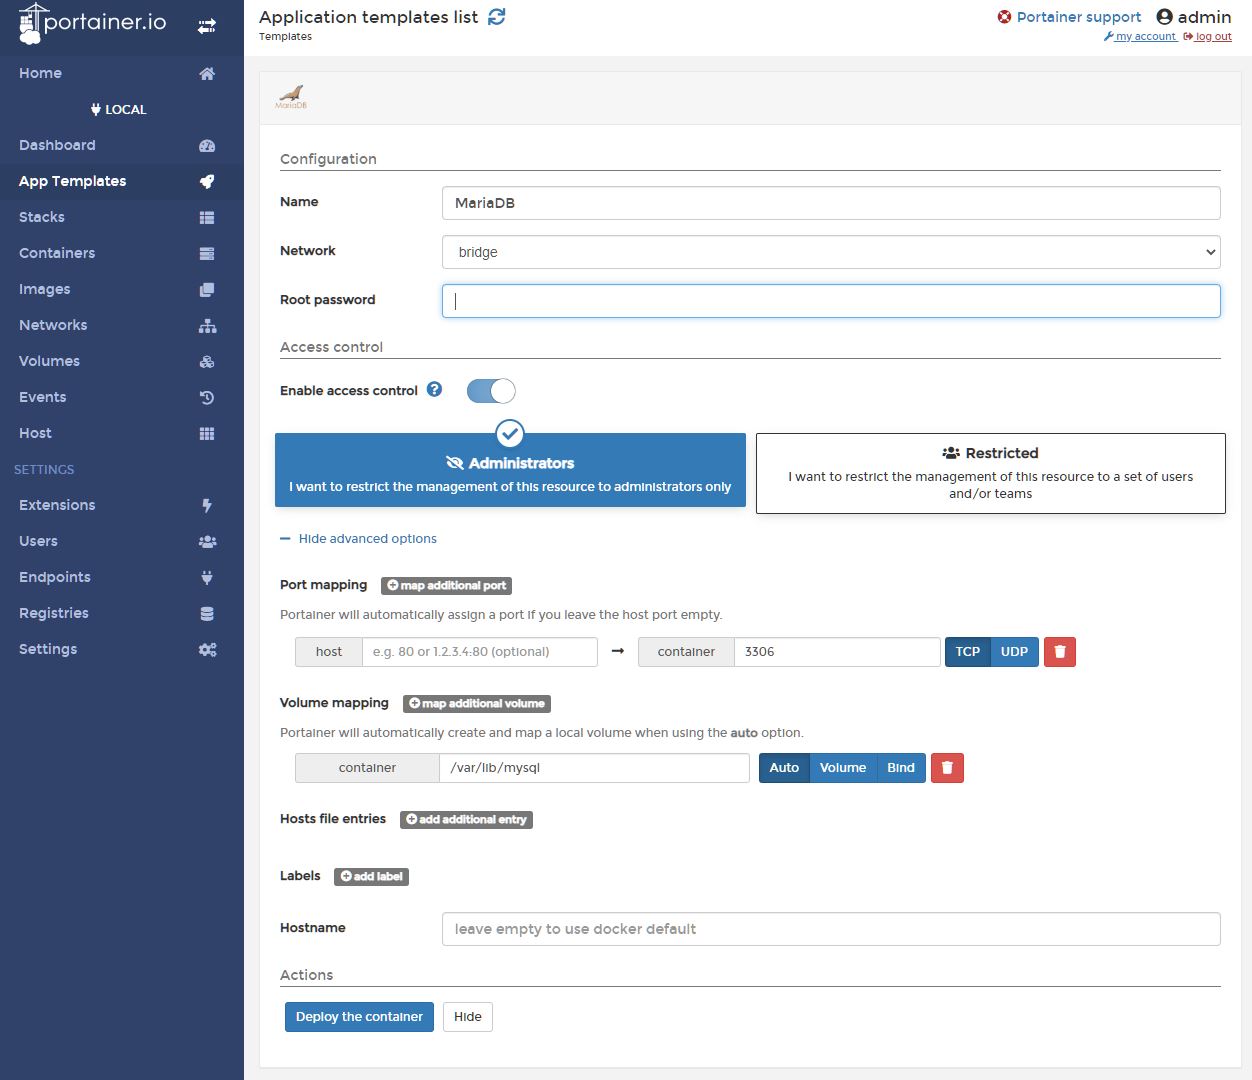 portainer.io
Home
LOCAL
Dashboard
App Templates
Stacks
Containers
Images
Networks
Volumes
Events
Host
SETTINGS
Extensions
Users
Endpoints
Registries
Settings
Application templates list
Templates
Portainer support
admin
my account
log out
MariaDB
Configuration
Name
MariaDB
Network
bridge
Root password
Access control
Enable access control
Administrators
I want to restrict the management of this resource to administrators only
Restricted
I want to restrict the management of this resource to a set of users
and/or teams
Hide advanced options
Port mapping
map additional port
Portainer will automatically assign a port if you leave the host port empty.
host
e.g. 80 or 1.2.3.4:80 (optional)
container
3306
TCP
UDP
Volume mapping
map additional volume
Portainer will automatically create and map a local volume when using the auto option.
container
/var/lib/mysql
Auto
Volume
Bind
Hosts file entries
add additional entry
Labels
add label
Hostname
leave empty to use docker default
Actions
Deploy the container
Hide